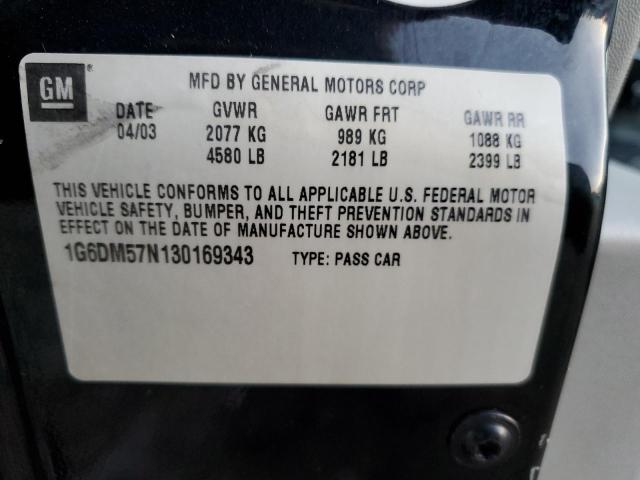 GM ®
MFD BY GENERAL MOTORS CORP
DATE GVWR GAWR FRT GAWR RR
04/03 2077 KG 989 KG 1088 KG
4580 LB 2181 LB 2399 LB
THIS VEHICLE CONFORMS TO ALL APPLICABLE U.S. FEDERAL MOTOR
VEHICLE SAFETY, BUMPER, AND THEFT PREVENTION STANDARDS IN
EFFECT ON THE DATE OF MANUFACTURE SHOWN ABOVE.
1G6DM57N130169343 TYPE: PASS CAR